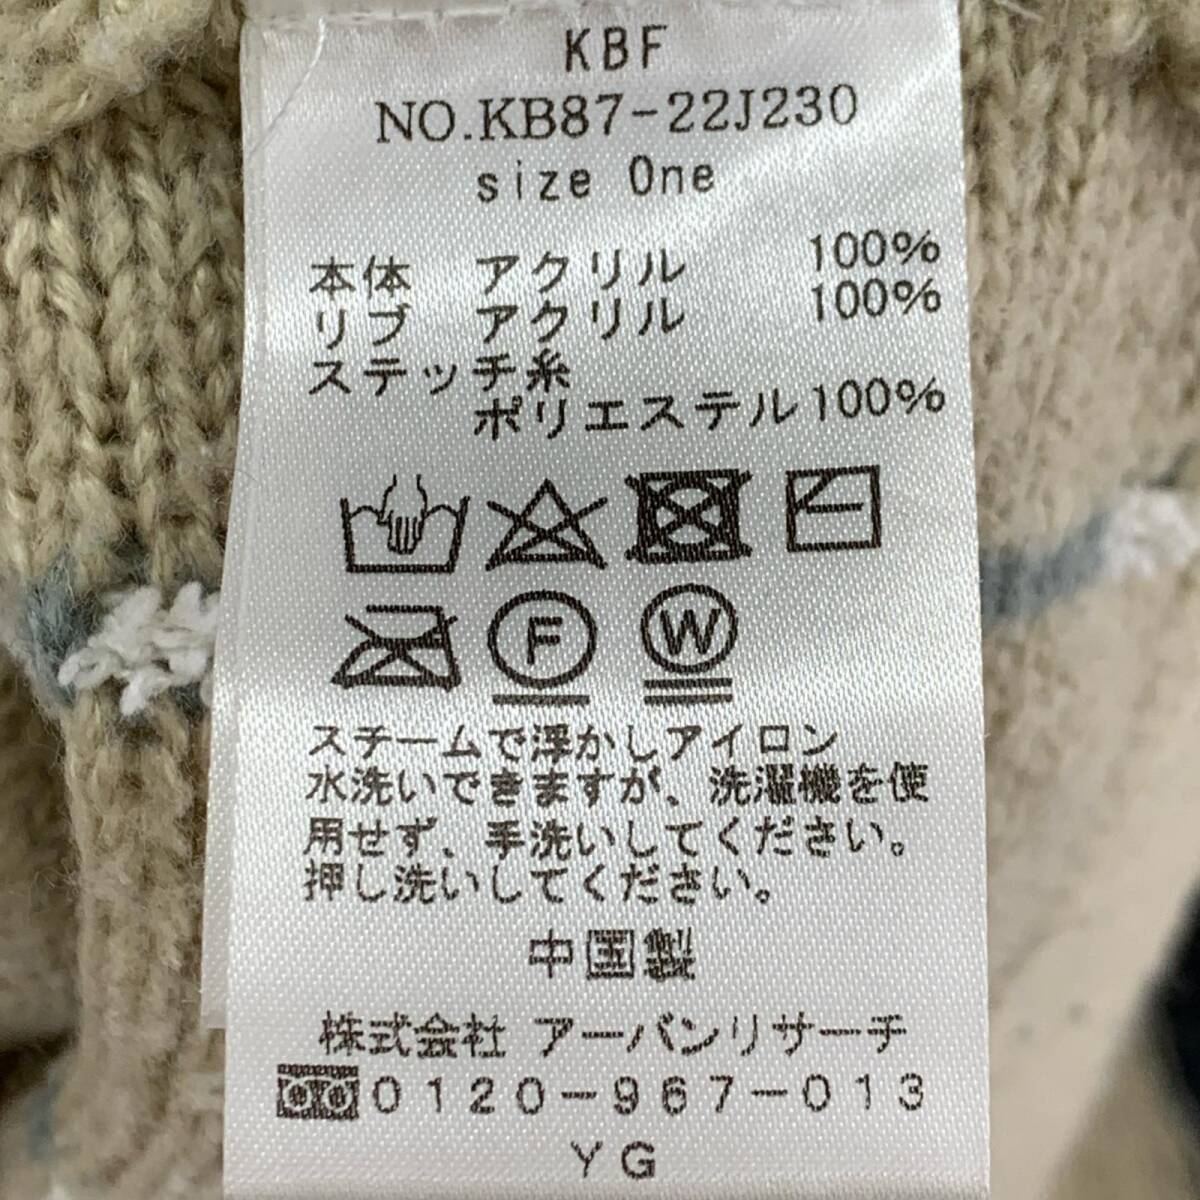 KBF
NO.KB87-22J230
size One
本体 アクリル 100%
リブ アクリル 100%
ステッチ糸
ポリエステル100%
F W
スチームで浮かしアイロン
水洗いできますが、洗濯機を使
用せず、手洗いしてください。
押し洗いしてください。
中国製
株式会社 アーバンリサーチ
0120-967-013
YG